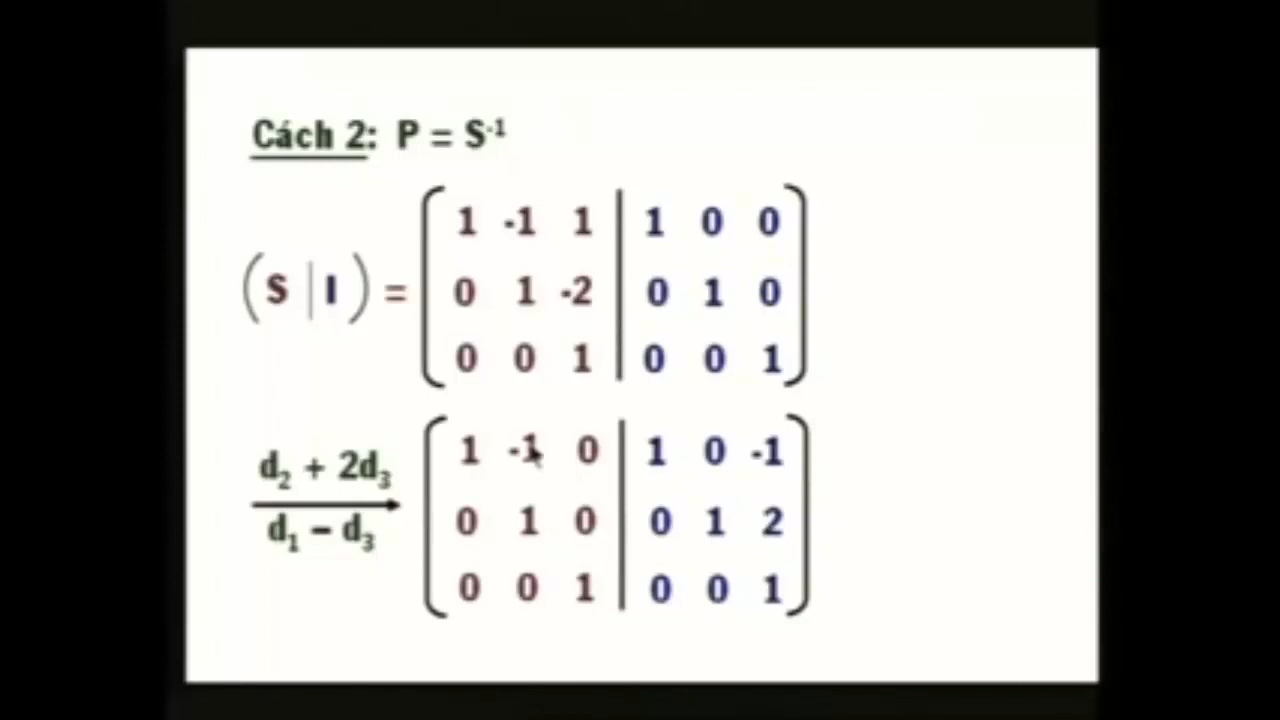 Cách 2: P = S⁻¹
1 -1 1 | 1 0 0
(S | I) = 0 1 -2 | 0 1 0
0 0 1 | 0 0 1
d₂ + 2d₃
d₁ – d₃
1 -1 0 | 1 0 -1
0 1 0 | 0 1 2
0 0 1 | 0 0 1